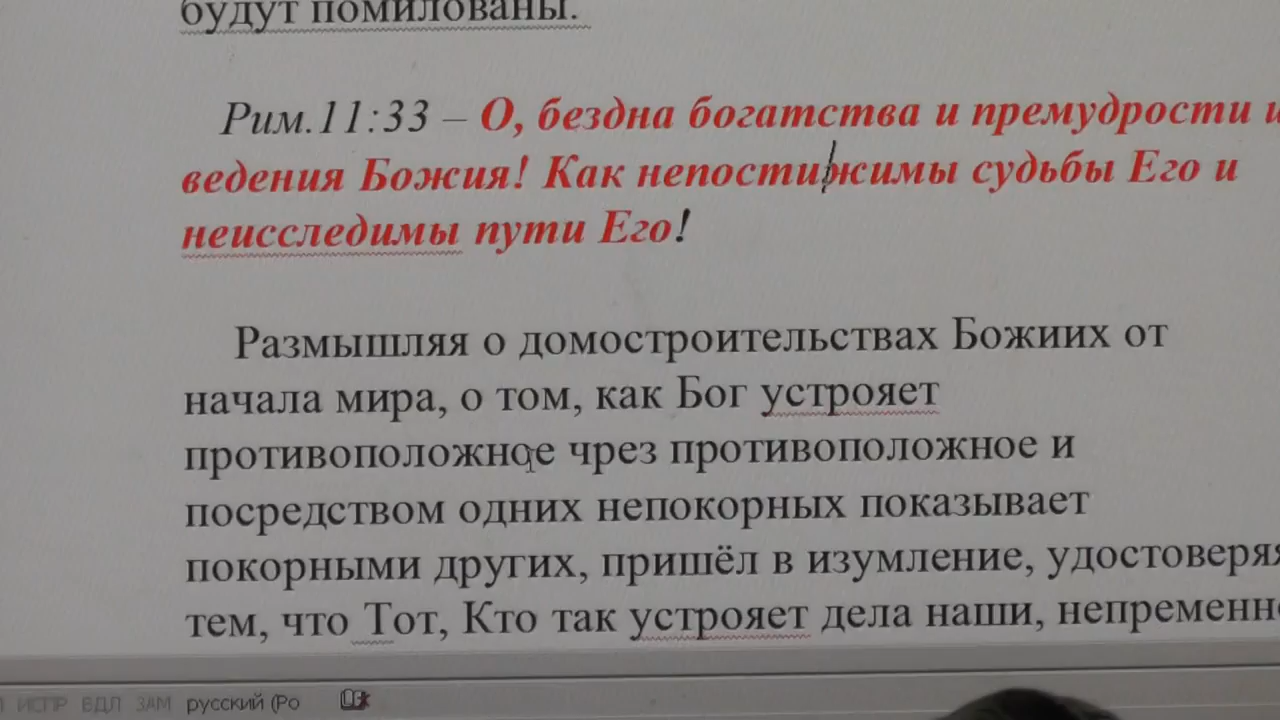 будут помилованы.
Рим.11:33 – О, бездна богатства и премудрости и
ведения Божия! Как непостижимы судьбы Его и
неисследимы пути Его!
Размышляя о домостроительствах Божиих от
начала мира, о том, как Бог устрояет
противоположное чрез противоположное и
посредством одних непокорных показывает
покорными других, пришёл в изумление, удостоверяя
тем, что Тот, Кто так устрояет дела наши, непременно
ИСПР ВДЛ ЗАМ русский (Ро